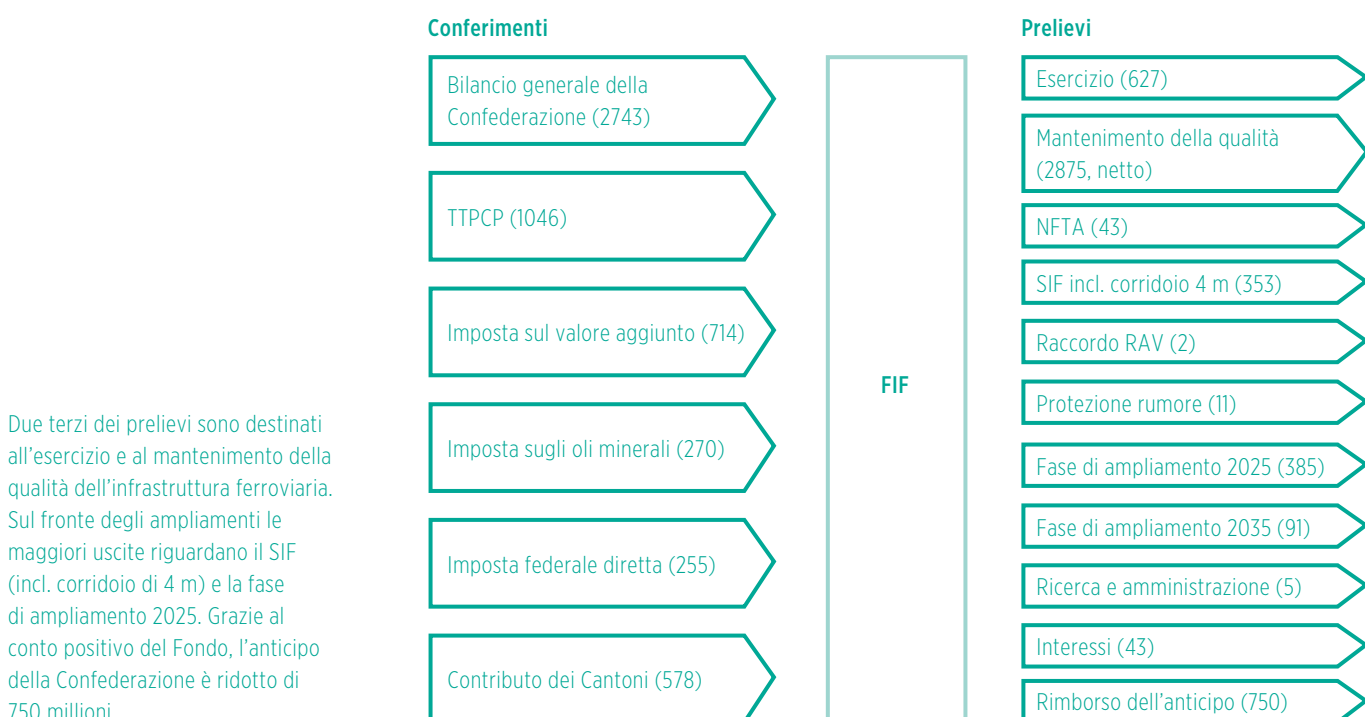 Due terzi dei prelievi sono destinati
all'esercizio e al mantenimento della
qualità dell'infrastruttura ferroviaria.
Sul fronte degli ampliamenti le
maggiori uscite riguardano il SIF
(incl. corridoio di 4 m) e la fase
di ampliamento 2025. Grazie al
conto positivo del Fondo, l'anticipo
della Confederazione è ridotto di
750 millioni
Conferimenti
Bilancio generale della
Confederazione (2743)
TTPCP (1046)
Imposta sul valore aggiunto (714)
Imposta sugli oli minerali (270)
Imposta federale diretta (255)
Contributo dei Cantoni (578)
FIF
Prelievi
Esercizio (627)
Mantenimento della qualità
(2875, netto)
NFTA (43)
SIF incl. corridoio 4 m (353)
Raccordo RAV (2)
Protezione rumore (11)
Fase di ampliamento 2025 (385)
Fase di ampliamento 2035 (91)
Ricerca e amministrazione (5)
Interessi (43)
Rimborso dell'anticipo (750)